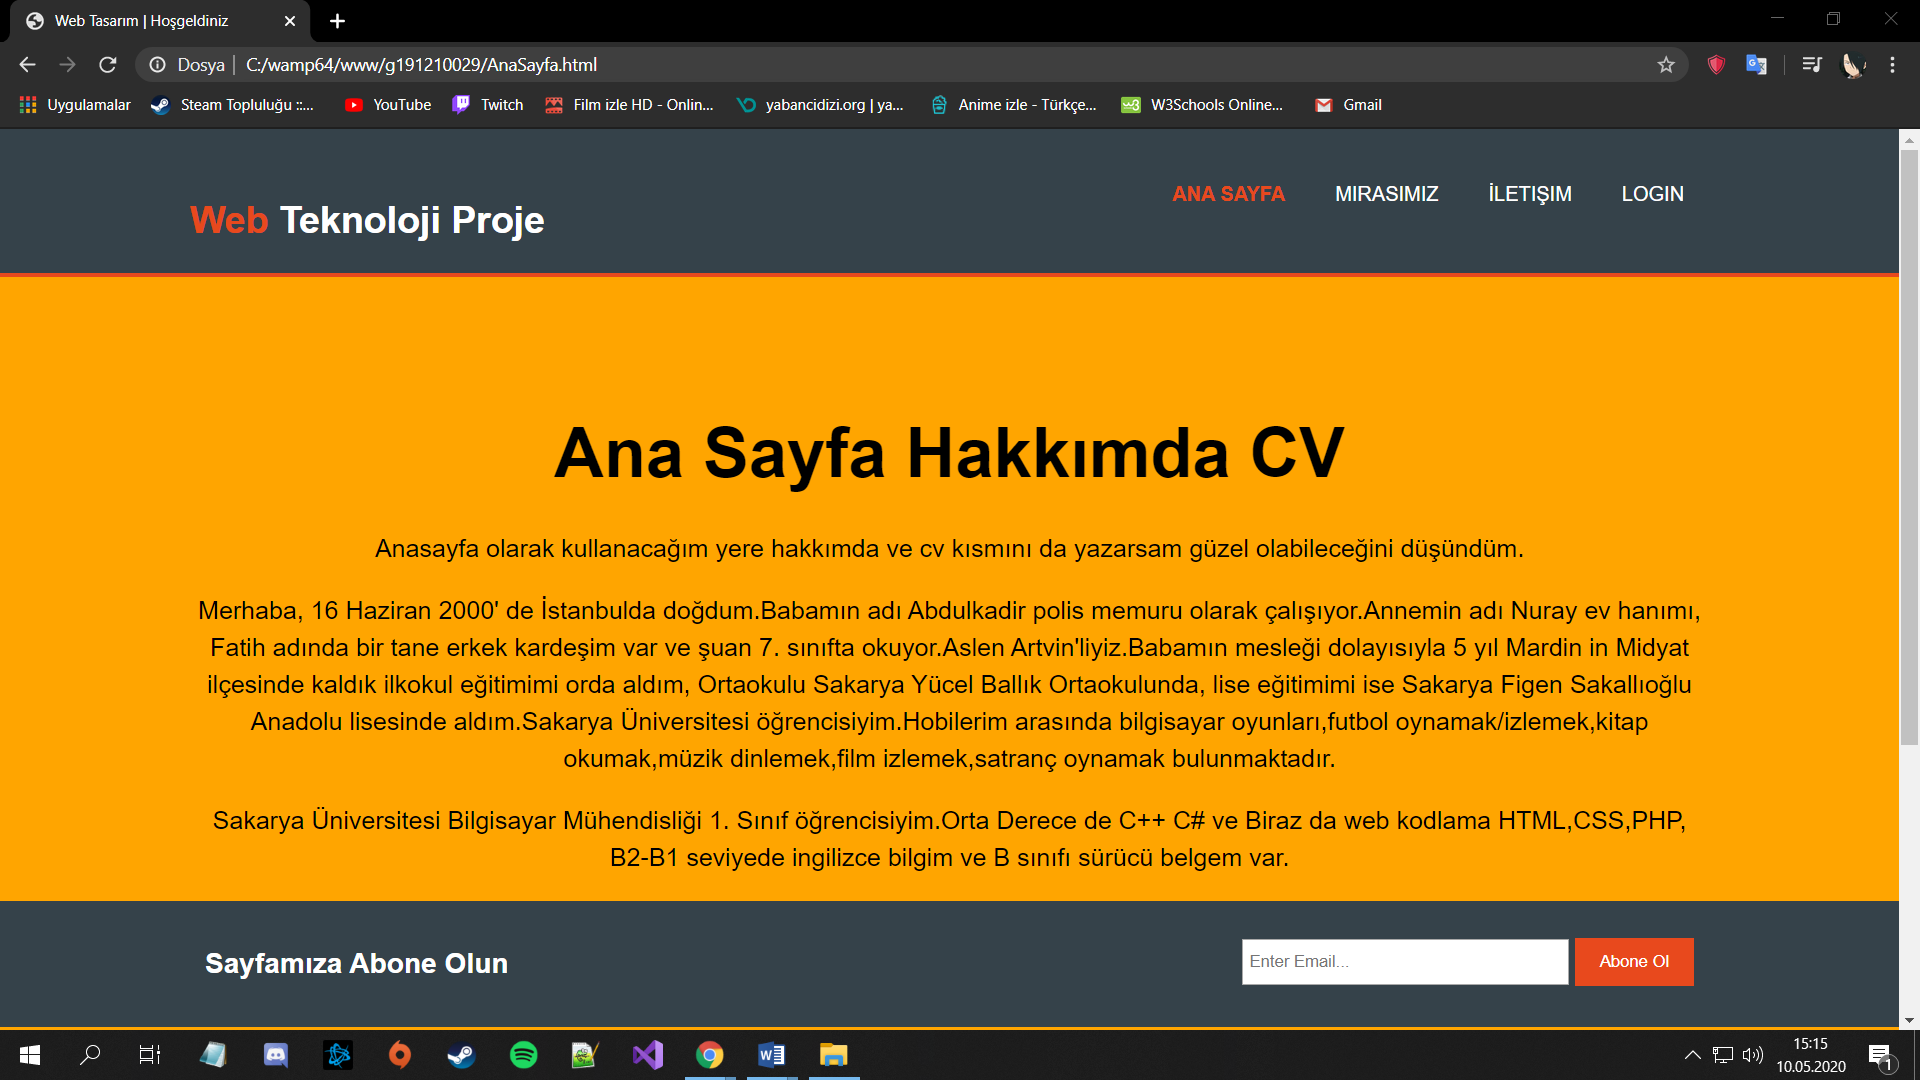 Web Tasarım | Hoşgeldiniz
Dosya | C:/wamp64/www/g191210029/AnaSayfa.html
Uygulamalar Steam Topluluğu ::... YouTube Twitch Film izle HD - Onlin... yabancidizi.org | ya... Anime izle - Türkçe... W3Schools Online... Gmail
ANA SAYFA MIRASIMIZ İLETIŞIM LOGIN
Web Teknoloji Proje
Ana Sayfa Hakkımda CV
Anasayfa olarak kullanacağım yere hakkımda ve cv kısmını da yazarsam güzel olabileceğini düşündüm.
Merhaba, 16 Haziran 2000' de İstanbulda doğdum.Babamın adı Abdulkadir polis memuru olarak çalışıyor.Annemin adı Nuray ev hanımı,
Fatih adında bir tane erkek kardeşim var ve şuan 7. sınıfta okuyor.Aslen Artvin'liyiz.Babamın mesleği dolayısıyla 5 yıl Mardin in Midyat
ilçesinde kaldık ilkokul eğitimimi orda aldım, Ortaokulu Sakarya Yücel Ballık Ortaokulunda, lise eğitimimi ise Sakarya Figen Sakallıoğlu
Anadolu lisesinde aldım.Sakarya Üniversitesi öğrencisiyim.Hobilerim arasında bilgisayar oyunları,futbol oynamak/izlemek,kitap
okumak,müzik dinlemek,film izlemek,satranç oynamak bulunmaktadır.
Sakarya Üniversitesi Bilgisayar Mühendisliği 1. Sınıf öğrencisiyim.Orta Derece de C++ C# ve Biraz da web kodlama HTML,CSS,PHP,
B2-B1 seviyede ingilizce bilgim ve B sınıfı sürücü belgem var.
Sayfamıza Abone Olun
Enter Email...
Abone Ol
15:15
10.05.2020
1